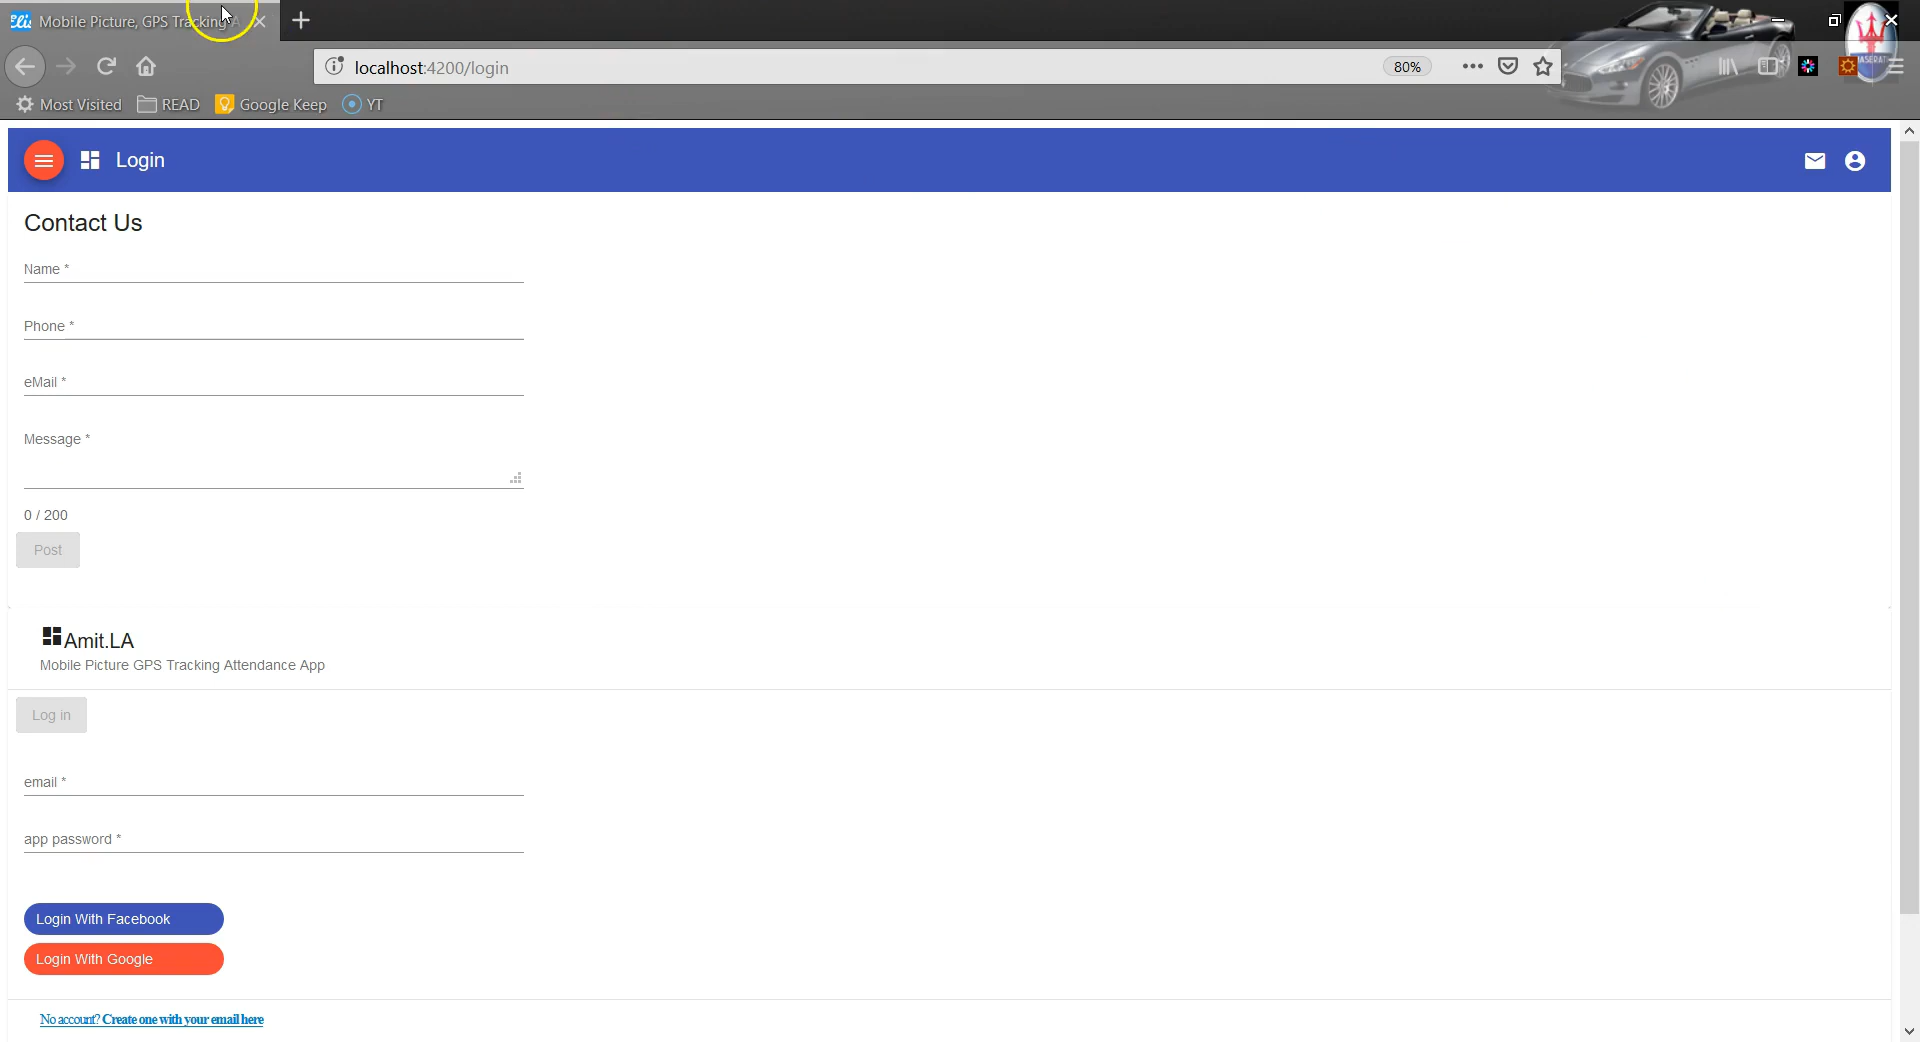 Mobile Picture, GPS Tracking A
localhost:4200/login
80%
Most Visited
READ
Google Keep
YT
Login
Contact Us
Name *
Phone *
eMail *
Message *
0 / 200
Post
Amit.LA
Mobile Picture GPS Tracking Attendance App
Log in
email *
app password *
Login With Facebook
Login With Google
No account? Create one with your email here